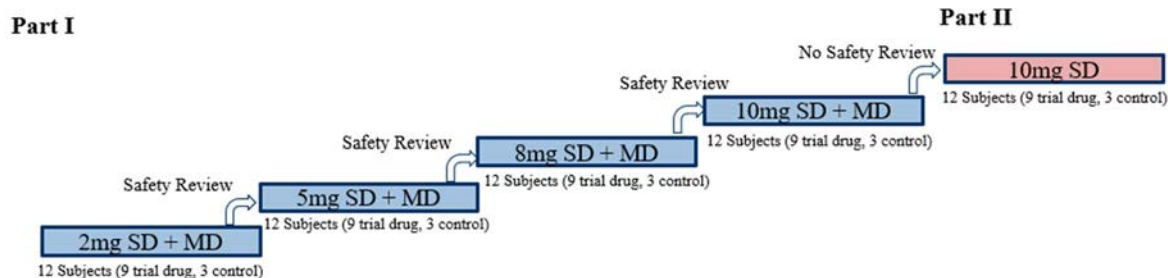 Part I
Part II
No Safety Review
10mg SD
12 Subjects (9 trial drug, 3 control)
Safety Review
10mg SD + MD
12 Subjects (9 trial drug, 3 control)
Safety Review
8mg SD + MD
12 Subjects (9 trial drug, 3 control)
Safety Review
5mg SD + MD
12 Subjects (9 trial drug, 3 control)
2mg SD + MD
12 Subjects (9 trial drug, 3 control)